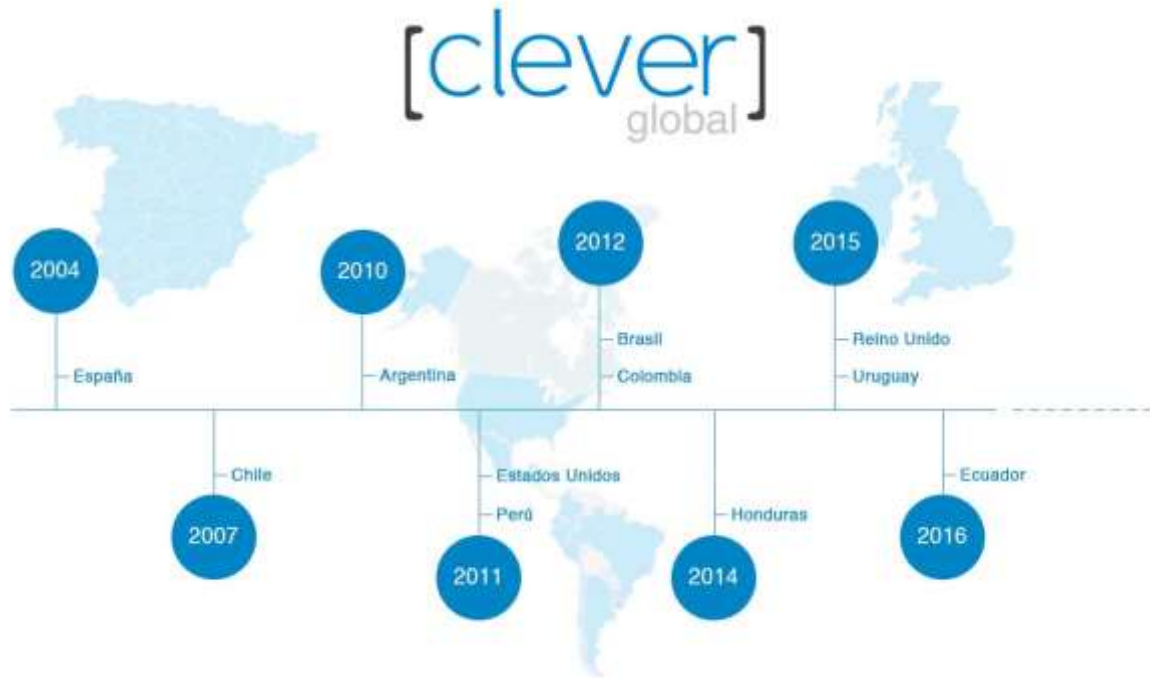 [clever]
global
2004
España
2007
Chile
2010
Argentina
2011
Estados Unidos
Perú
2012
Brasil
Colombia
2014
Honduras
2015
Reino Unido
Uruguay
2016
Ecuador